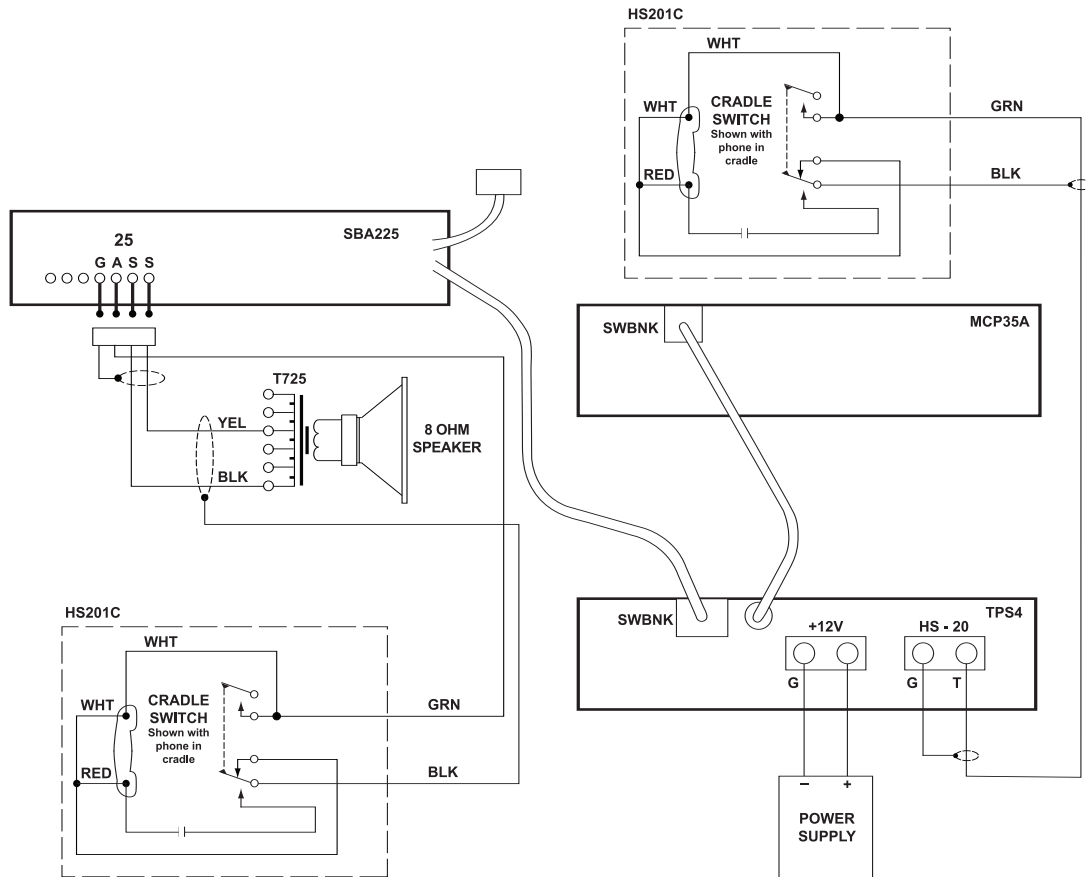 HS201C
WHT
WHT
CRADLE
SWITCH
Shown with
phone in
cradle
GRN
RED
BLK
SBA225
25
G A S S
SWBNK
MCP35A
T725
YEL
8 OHM
SPEAKER
BLK
SWBNK
TPS4
+12V
HS - 20
G
G
T
HS201C
WHT
WHT
CRADLE
SWITCH
Shown with
phone in
cradle
GRN
RED
BLK
– +
POWER
SUPPLY